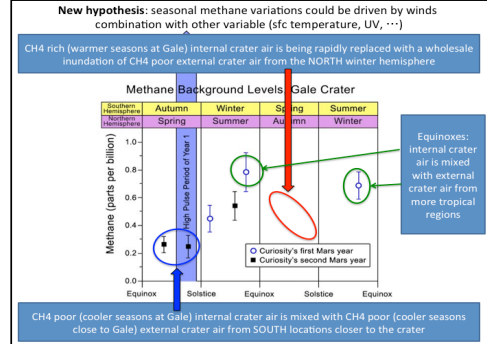 New hypothesis: seasonal methane variations could be driven by winds
combination with other variable (sfc temperature, UV, ···)
CH4 rich (warmer seasons at Gale) internal crater air is being rapidly replaced with a wholesale
inundation of CH4 poor external crater air from the NORTH winter hemisphere
Methane Background Levels, Gale Crater
Southern
Hemisphere
Autumn
Winter
Spring
Summer
Northern
Hemisphere
Spring
Summer
Autumn
Winter
Equinoxes:
internal crater
air is mixed
with external
crater air from
more tropical
regions
Methane (parts per billion)
1.0
0.8
0.6
0.4
0.2
0.0
High Pulse Period of Year 1
Curiosity's first Mars year
Curiosity's second Mars year
Equinox
Solstice
Equinox
Solstice
Equinox
CH4 poor (cooler seasons at Gale) internal crater air is mixed with CH4 poor (cooler seasons
close to Gale) external crater air from SOUTH locations closer to the crater